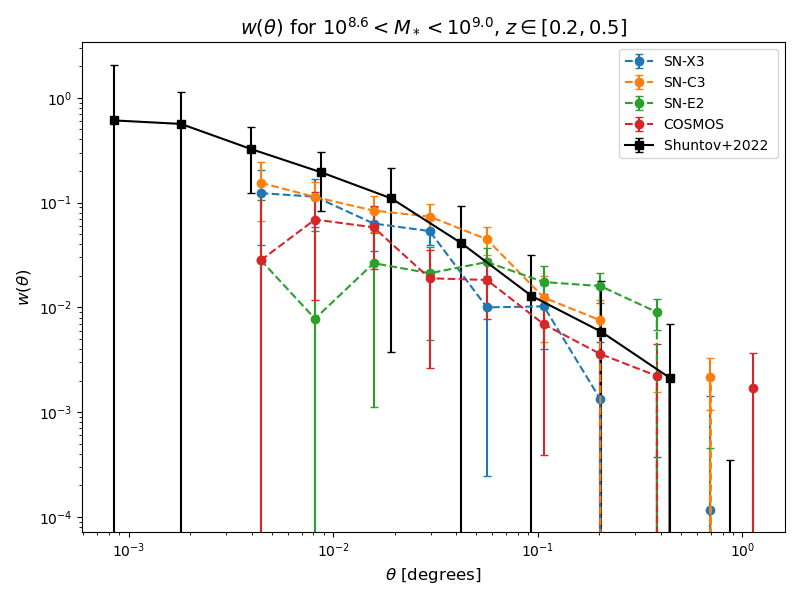 w(θ) for 10^8.6 < M_* < 10^9.0, z ∈ [0.2, 0.5]
SN-X3
SN-C3
SN-E2
COSMOS
Shuntov+2022
w(θ)
10^0
10^-1
10^-2
10^-3
10^-4
10^-3
10^-2
10^-1
10^0
θ [degrees]